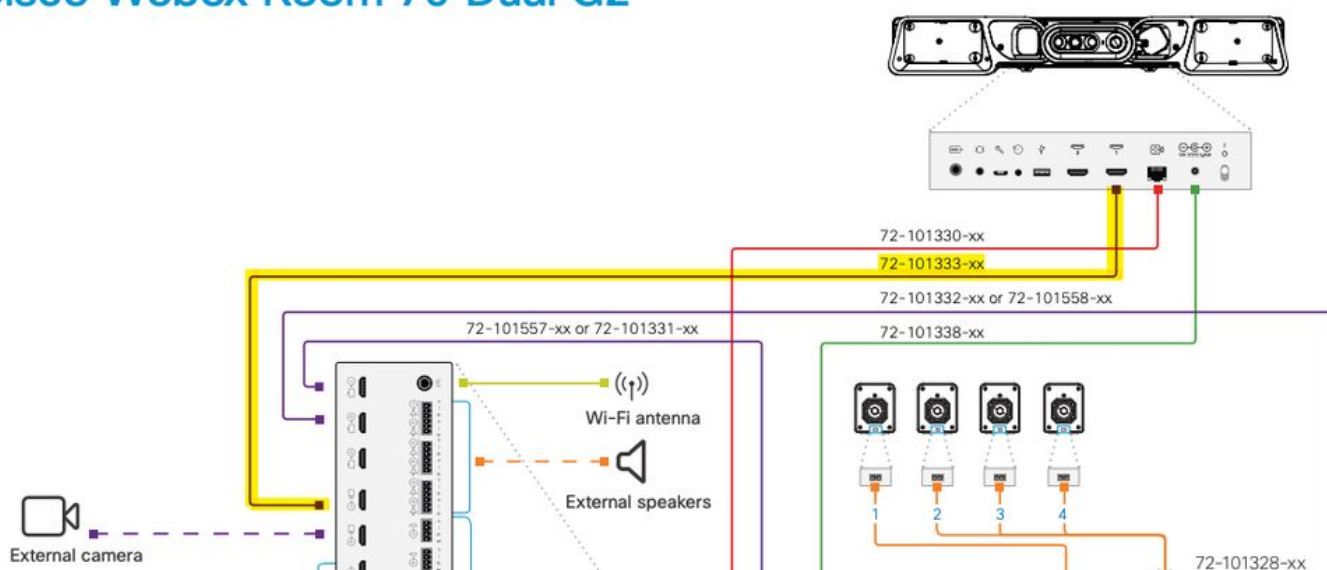 Cisco Webex Room 70 Dual G2
72-101330-xx
72-101333-xx
72-101332-xx or 72-101558-xx
72-101557-xx or 72-101331-xx
72-101338-xx
Wi-Fi antenna
External speakers
1 2 3 4
External camera
72-101328-xx